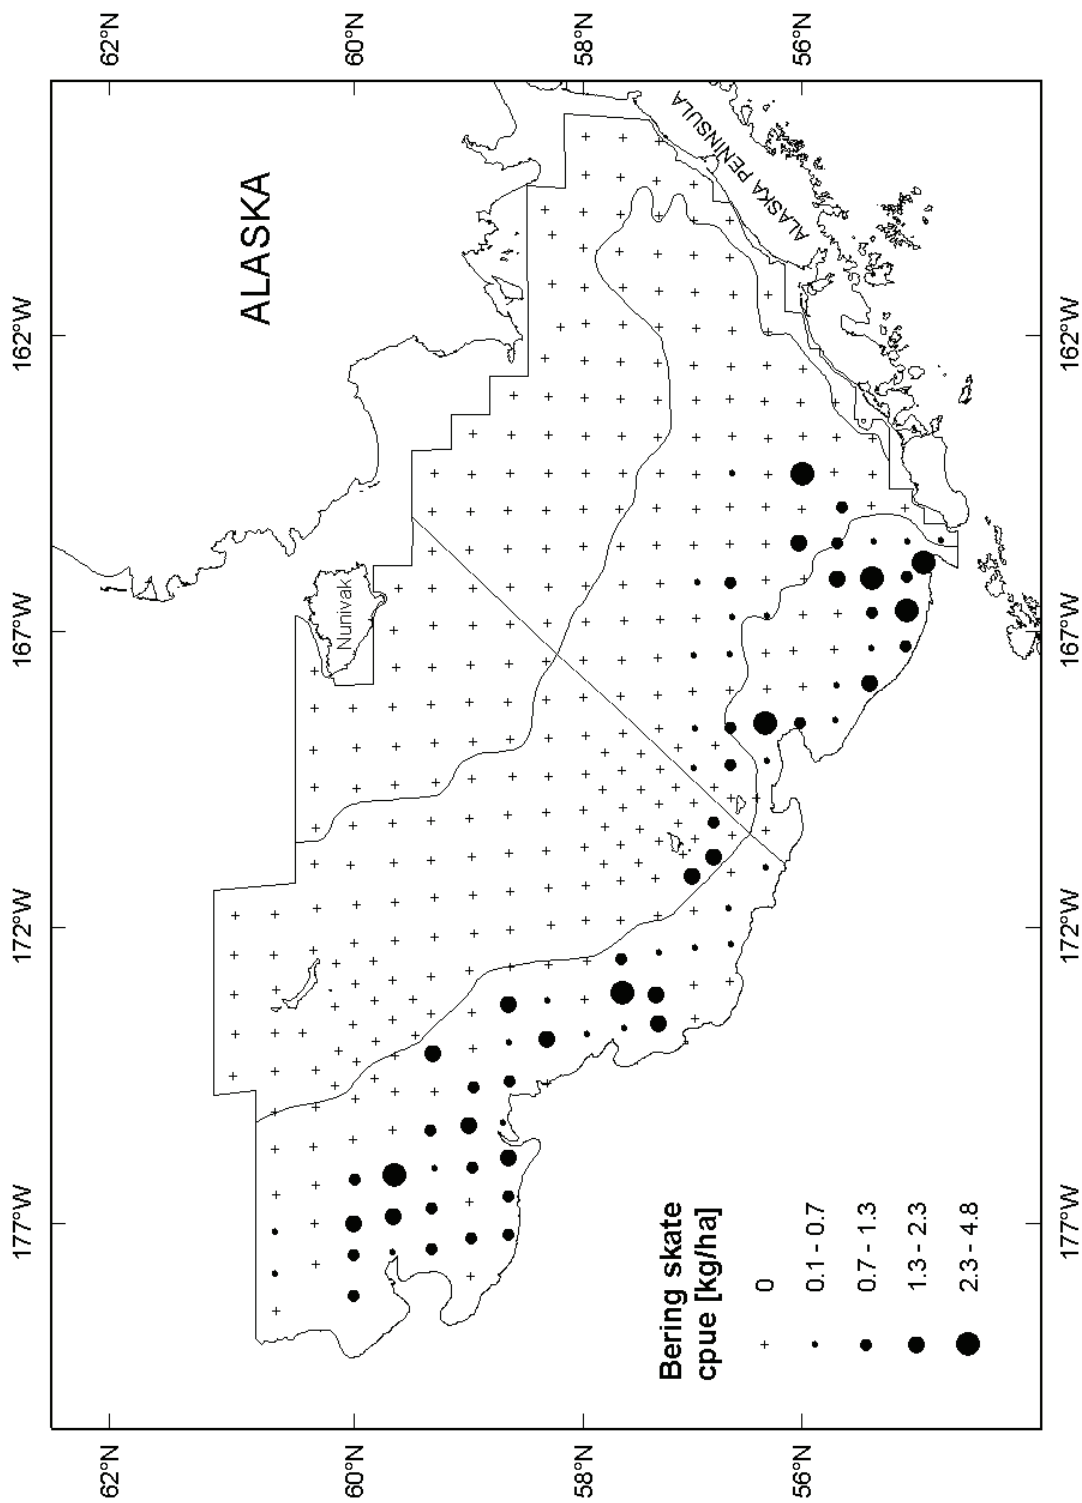 62°N
60°N
58°N
56°N
162°W
167°W
172°W
177°W
ALASKA
ALASKA PENINSULA
Nunivak
Bering skate
cpue [kg/ha]
0
0.1 - 0.7
0.7 - 1.3
1.3 - 2.3
2.3 - 4.8
162°W
167°W
172°W
177°W
62°N
60°N
58°N
56°N